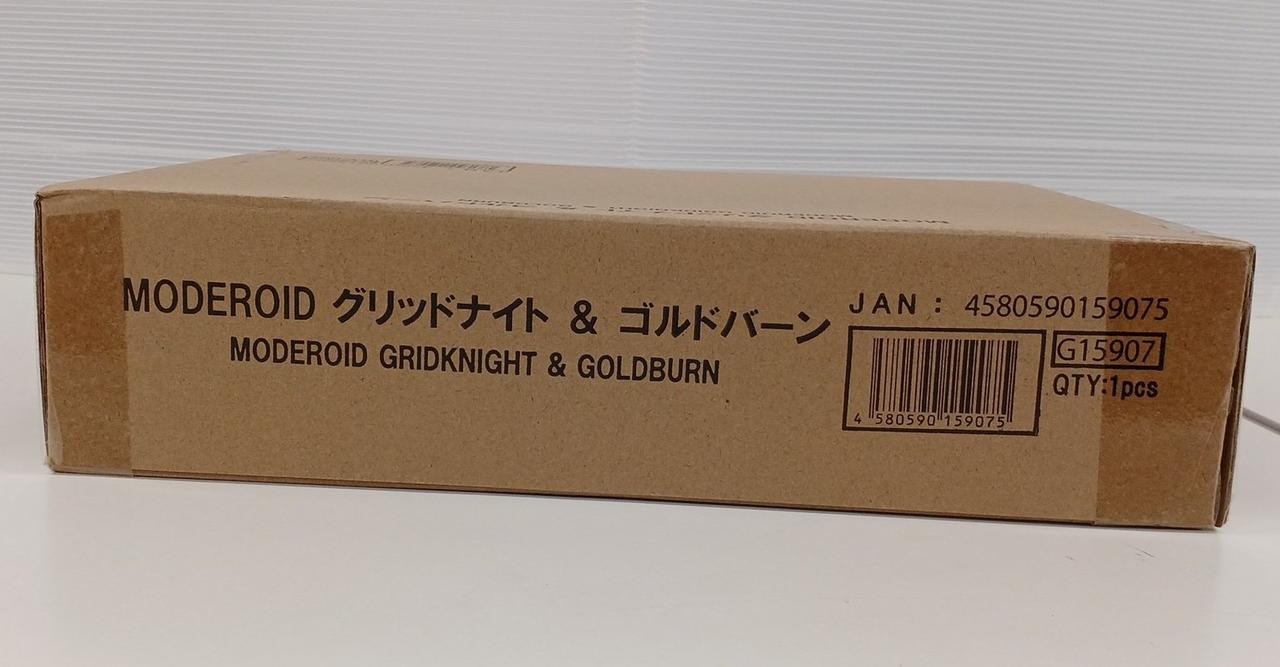 MODEROID グリッドナイト & ゴルドバーン
MODEROID GRIDKNIGHT & GOLDBURN
JAN : 4580590159075
G15907
QTY:1pcs
4 580590 159075